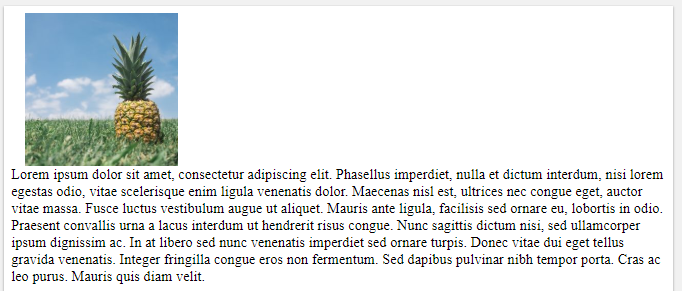 Lorem ipsum dolor sit amet, consectetur adipiscing elit. Phasellus imperdiet, nulla et dictum interdum, nisi lorem
egestas odio, vitae scelerisque enim ligula venenatis dolor. Maecenas nisl est, ultrices nec congue eget, auctor
vitae massa. Fusce luctus vestibulum augue ut aliquet. Mauris ante ligula, facilisis sed ornare eu, lobortis in odio.
Praesent convallis urna a lacus interdum ut hendrerit risus congue. Nunc sagittis dictum nisi, sed ullamcorper
ipsum dignissim ac. In at libero sed nunc venenatis imperdiet sed ornare turpis. Donec vitae dui eget tellus
gravida venenatis. Integer fringilla congue eros non fermentum. Sed dapibus pulvinar nibh tempor porta. Cras ac
leo purus. Mauris quis diam velit.